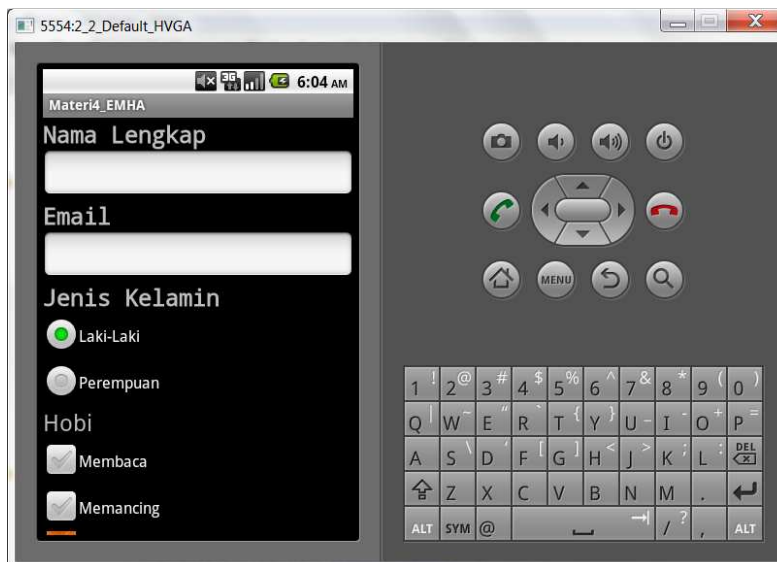 5554:2_2_Default_HVGA
3G 6:04 AM
Materi4_EMHA
Nama Lengkap
Email
Jenis Kelamin
Laki-Laki
Perempuan
Hobi
Membaca
Memancing
MENU
1 ! 2 @ 3 # 4 $ 5 % 6 ^ 7 & 8 * 9 ( 0 )
Q | W ~ E " R ` T { Y } U _ I - O + P =
A S \ D ' F [ G ] H < J > K ; L : DEL
Z X C V B N M .
ALT SYM @ / ? , ALT